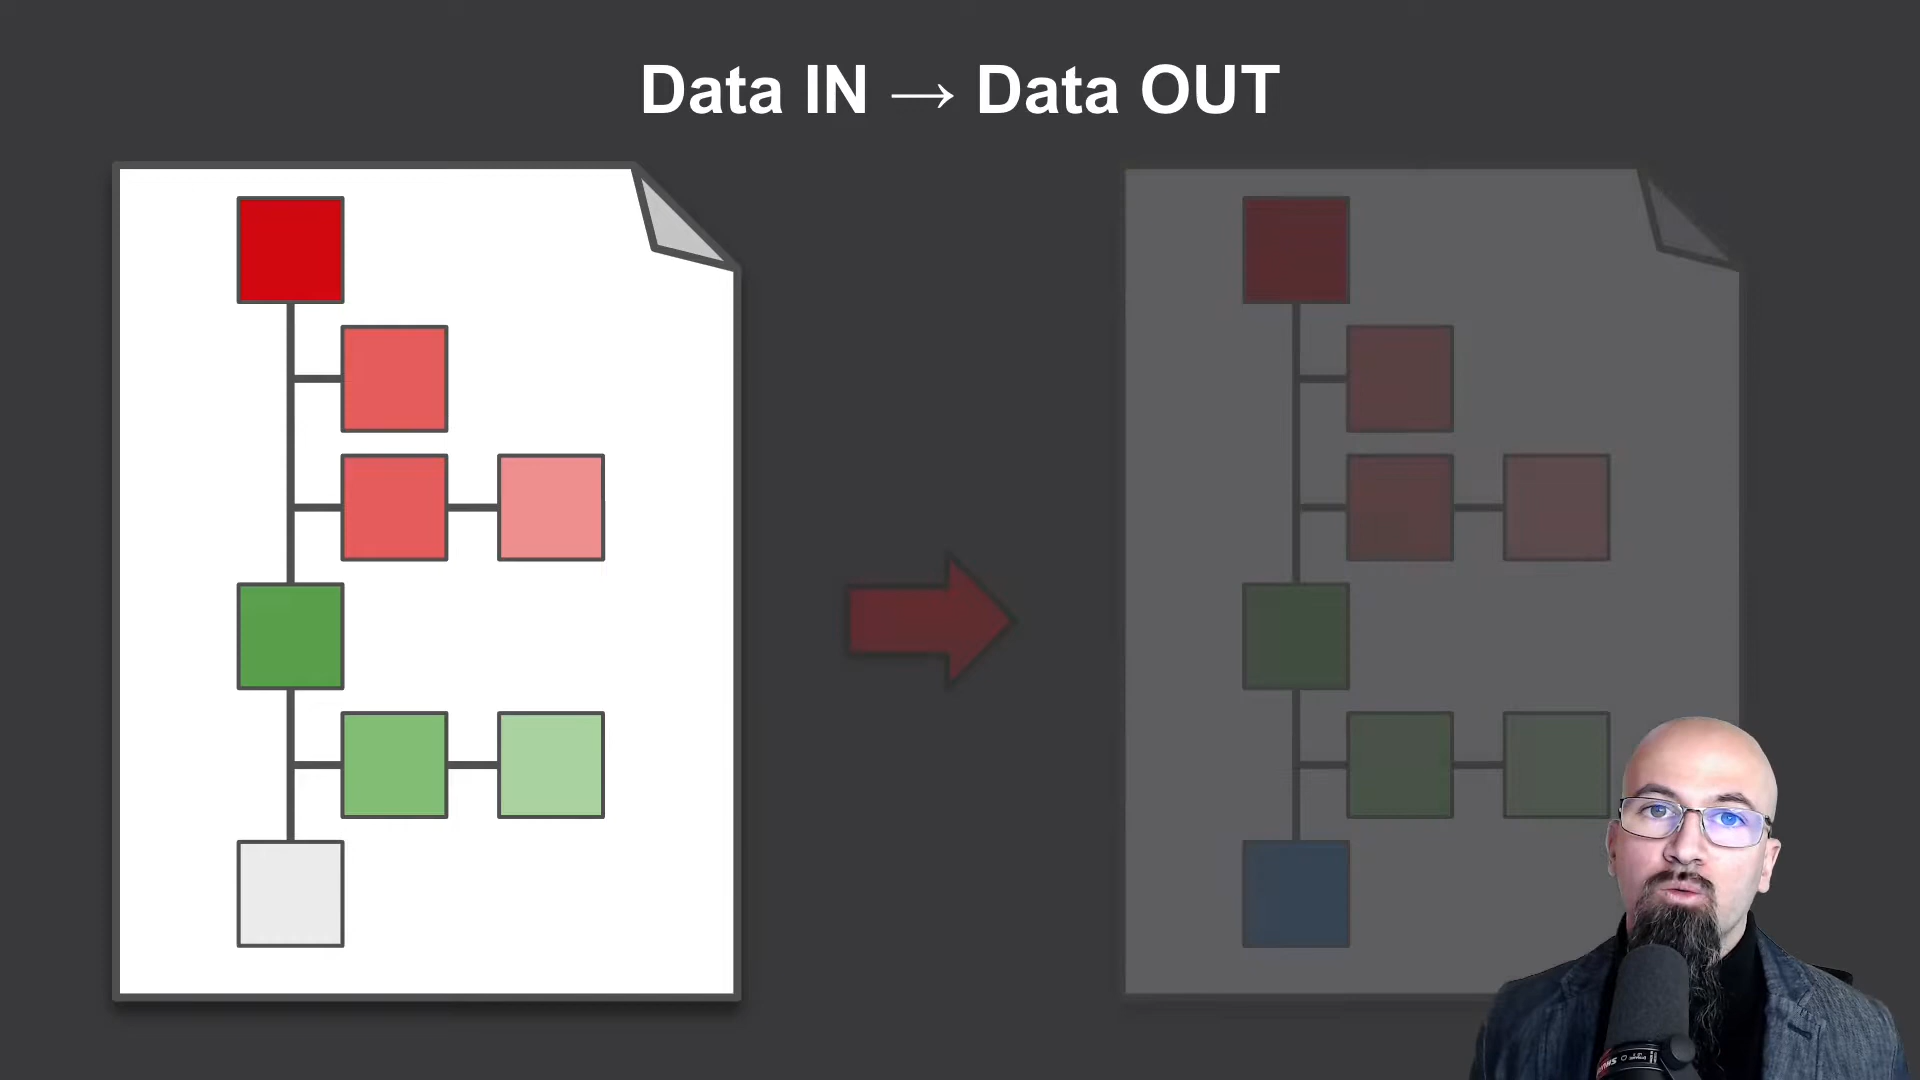 Data IN → Data OUT